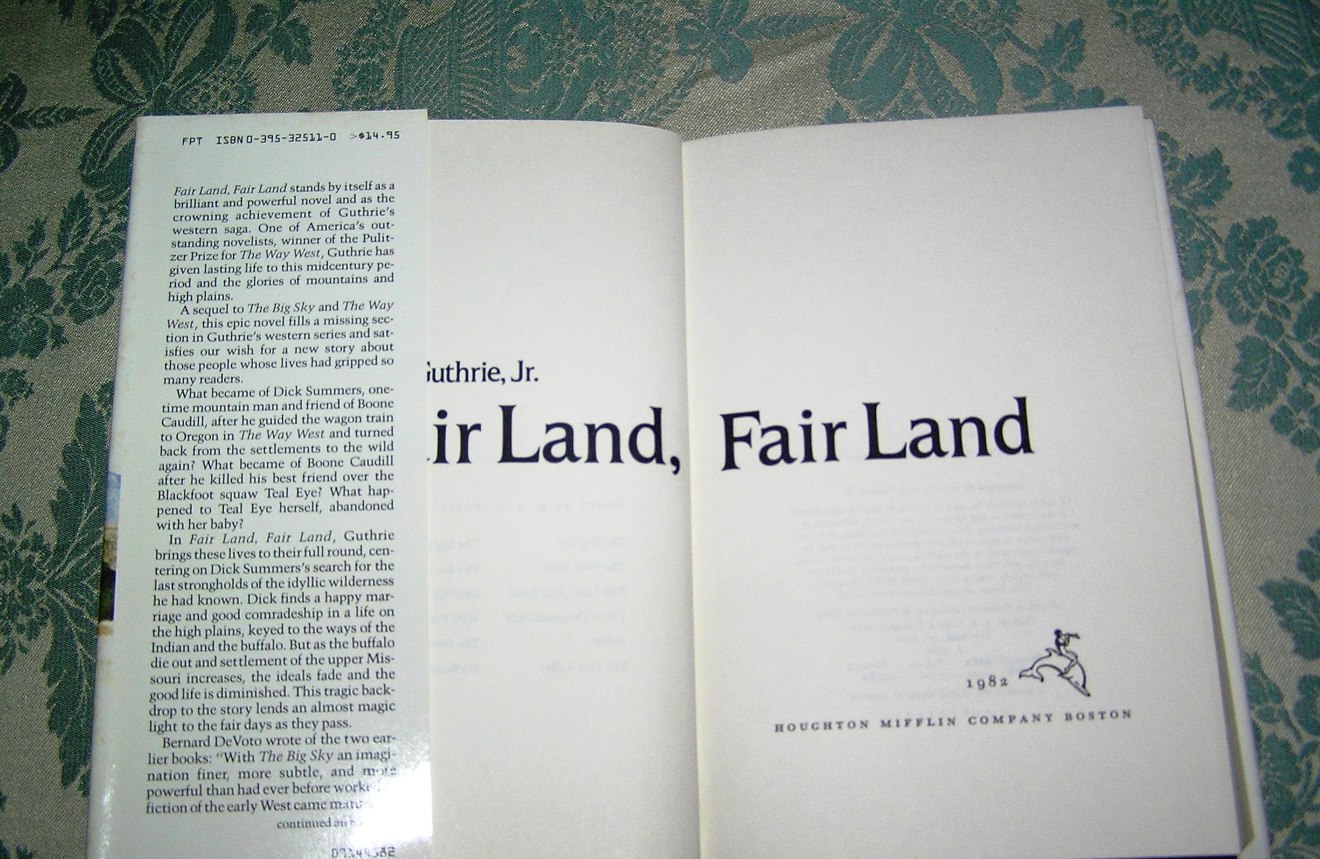 FPT ISBN 0-395-32511-0 >$14.95
Fair Land, Fair Land stands by itself as a
brilliant and powerful novel and as the
crowning achievement of Guthrie's
western saga. One of America's out-
standing novelists, winner of the Pulit-
zer Prize for The Way West, Guthrie has
given lasting life to this midcentury pe-
riod and the glories of mountains and
high plains.
A sequel to The Big Sky and The Way
West, this epic novel fills a missing sec-
tion in Guthrie's western series and sat-
isfies our wish for a new story about
those people whose lives had gripped so
many readers.
What became of Dick Summers, one-
time mountain man and friend of Boone
Caudill, after he guided the wagon train
to Oregon in The Way West and turned
back from the settlements to the wild
again? What became of Boone Caudill
after he killed his best friend over the
Blackfoot squaw Teal Eye? What hap-
pened to Teal Eye herself, abandoned
with her baby?
In Fair Land, Fair Land, Guthrie
brings these lives to their full round, cen-
tering on Dick Summers's search for the
last strongholds of the idyllic wilderness
he had known. Dick finds a happy mar-
riage and good comradeship in a life on
the high plains, keyed to the ways of the
Indian and the buffalo. But as the buffalo
die out and settlement of the upper Mis-
souri increases, the ideals fade and the
good life is diminished. This tragic back-
drop to the story lends an almost magic
light to the fair days as they pass.
Bernard DeVoto wrote of the two ear-
lier books: "With The Big Sky an imagi-
nation finer, more subtle, and more
powerful than had ever before
fiction of the early West came
continued on
Guthrie, Jr.
ir Land, Fair Land
1982
HOUGHTON MIFFLIN COMPANY BOSTON